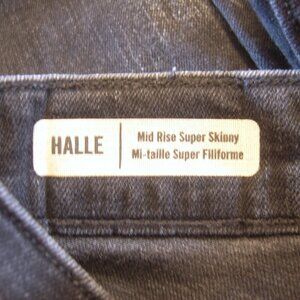 HALLE
Mid Rise Super Skinny
Mi-taille Super Filiforme